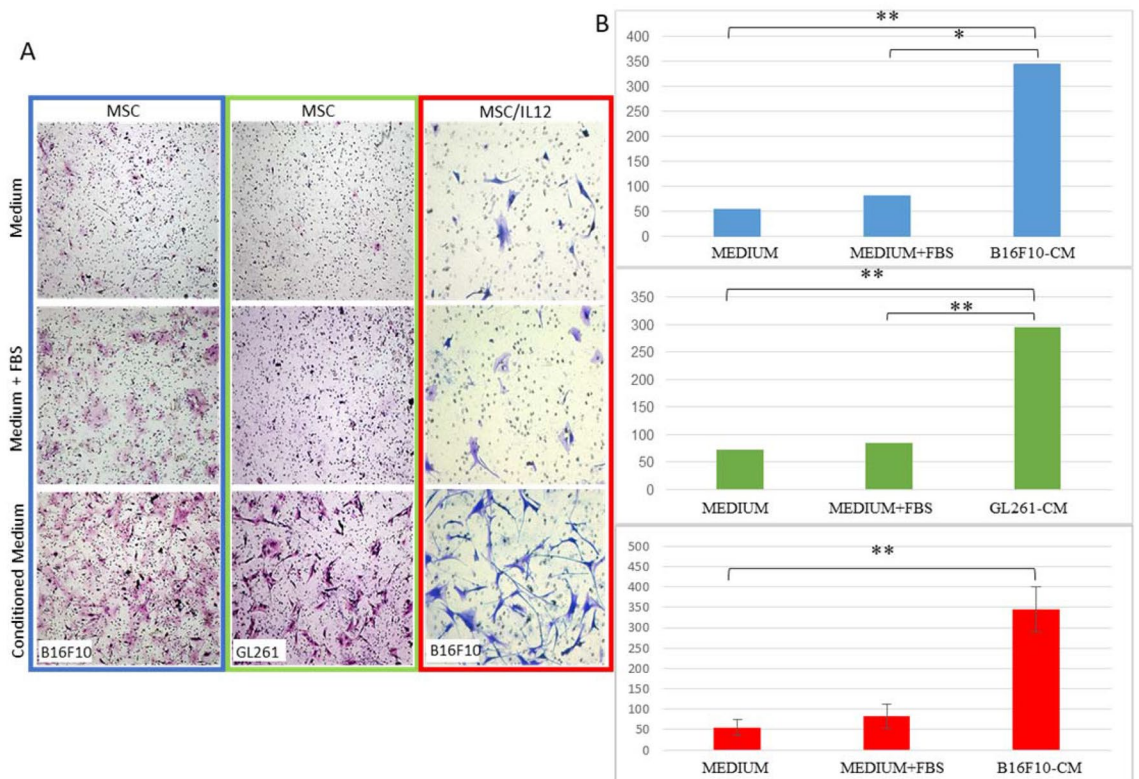 A
MSC
MSC
MSC/IL12
Medium
Medium + FBS
Conditioned Medium
B16F10
GL261
B16F10
B
**
*
400
350
300
250
200
150
100
50
0
MEDIUM
MEDIUM+FBS
B16F10-CM
**
**
350
300
250
200
150
100
50
0
MEDIUM
MEDIUM+FBS
GL261-CM
**
500
450
400
350
300
250
200
150
100
50
0
MEDIUM
MEDIUM+FBS
B16F10-CM